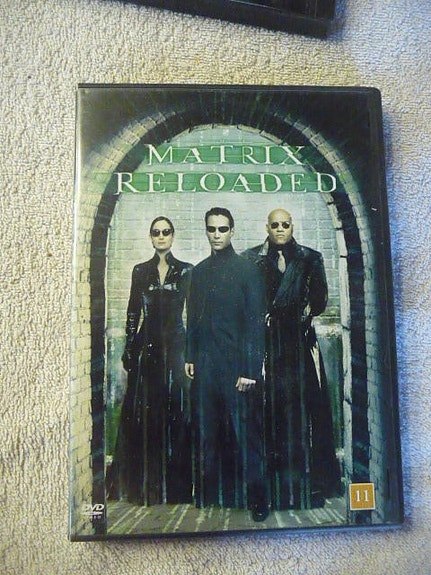 MATRIX
RELOADED
DVD
11